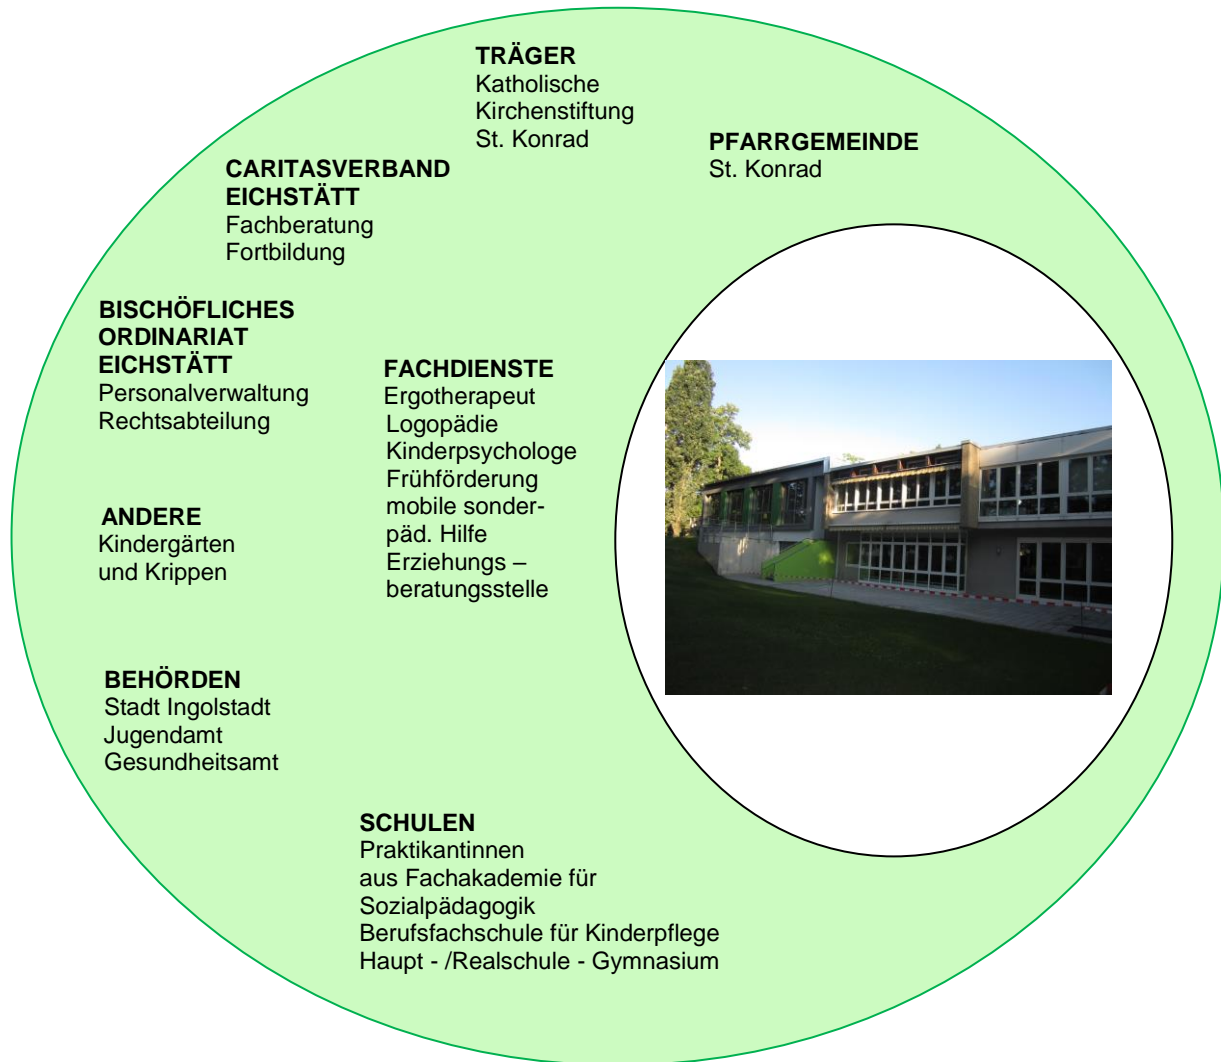 TRÄGER
Katholische
Kirchenstiftung
St. Konrad
PFARRGEMEINDE
St. Konrad
CARITASVERBAND
EICHSTÄTT
Fachberatung
Fortbildung
BISCHÖFLICHES
ORDINARIAT
EICHSTÄTT
Personalverwaltung
Rechtsabteilung
FACHDIENSTE
Ergotherapeut
Logopädie
Kinderpsychologe
Frühförderung
mobile sonder-
päd. Hilfe
Erziehungs –
beratungsstelle
ANDERE
Kindergärten
und Krippen
BEHÖRDEN
Stadt Ingolstadt
Jugendamt
Gesundheitsamt
SCHULEN
Praktikantinnen
aus Fachakademie für
Sozialpädagogik
Berufsfachschule für Kinderpflege
Haupt - /Realschule - Gymnasium